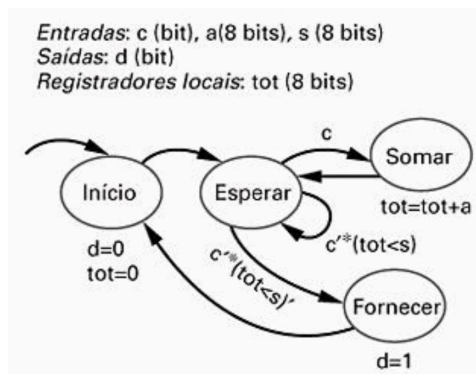 Entradas: c (bit), a(8 bits), s (8 bits)
Saídas: d (bit)
Registradores locais: tot (8 bits)
c
Somar
Início
Esperar
tot=tot+a
d=0
tot=0
c′*(tot<s)
c′*(tot<s)′
Fornecer
d=1